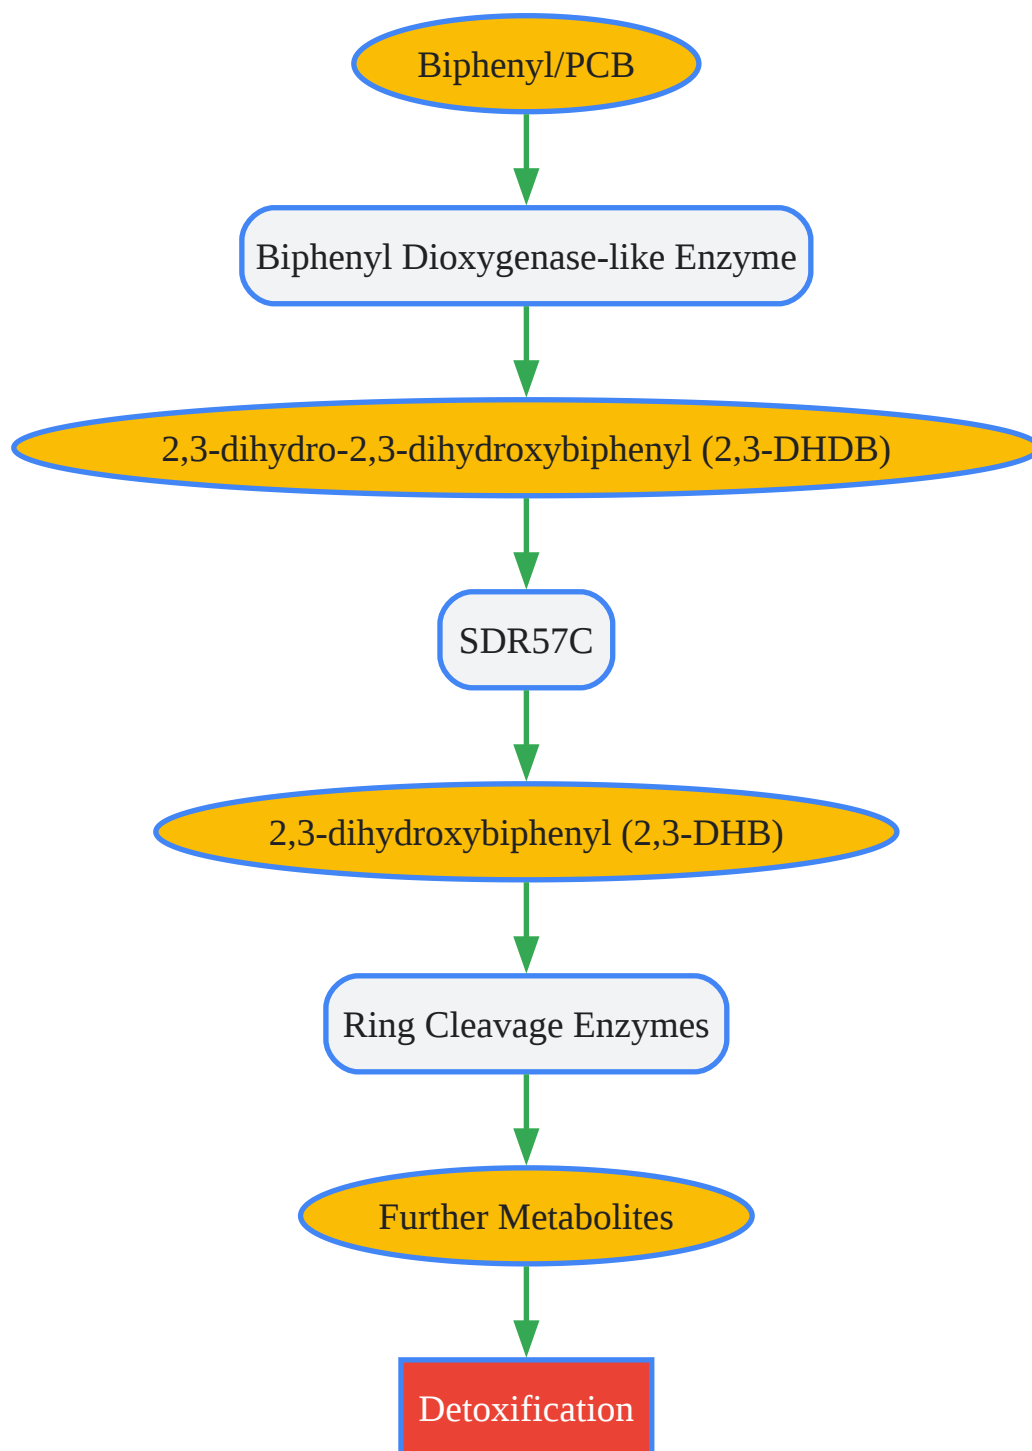 Biphenyl/PCB
Biphenyl Dioxygenase-like Enzyme
2,3-dihydro-2,3-dihydroxybiphenyl (2,3-DHDB)
SDR57C
2,3-dihydroxybiphenyl (2,3-DHB)
Ring Cleavage Enzymes
Further Metabolites
Detoxification